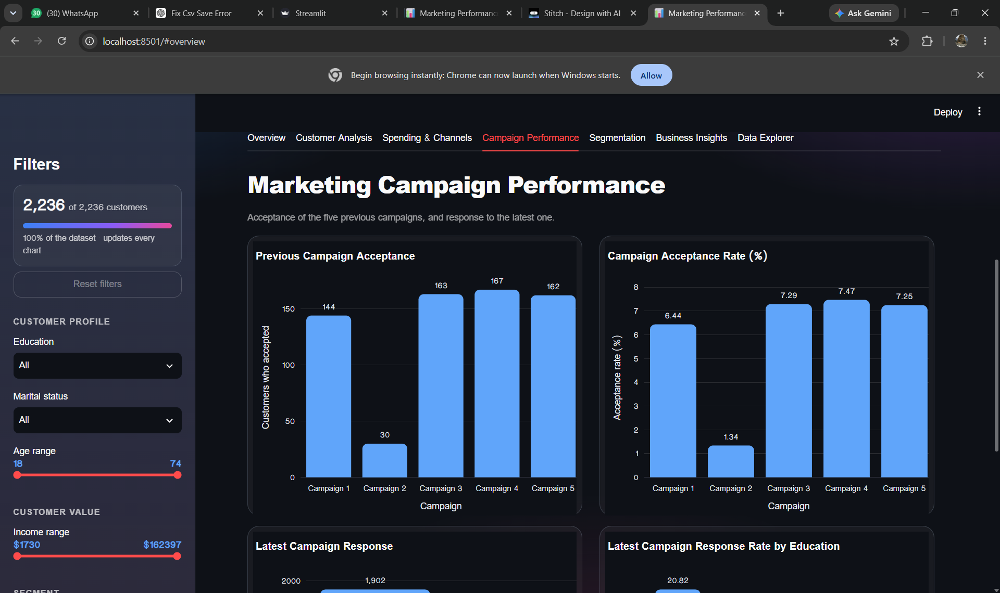 30
(30) WhatsApp
Fix Csv Save Error
Streamlit
Marketing Performanc
Stitch - Design with AI
Marketing Performanc
Ask Gemini
localhost:8501/#overview
Begin browsing instantly: Chrome can now launch when Windows starts.
Allow
Deploy
Filters
2,236 of 2,236 customers
100% of the dataset · updates every
chart
Reset filters
CUSTOMER PROFILE
Education
All
Marital status
All
Age range
18 74
CUSTOMER VALUE
Income range
$1730 $162397
SEGMENT
Overview Customer Analysis Spending & Channels Campaign Performance Segmentation Business Insights Data Explorer
Marketing Campaign Performance
Acceptance of the five previous campaigns, and response to the latest one.
Previous Campaign Acceptance
Customers who accepted
150
100
50
0
144
30
163
167
162
Campaign 1 Campaign 2 Campaign 3 Campaign 4 Campaign 5
Campaign
Campaign Acceptance Rate (%)
Acceptance rate (%)
8
7
6
5
4
3
2
1
0
6.44
1.34
7.29
7.47
7.25
Campaign 1 Campaign 2 Campaign 3 Campaign 4 Campaign 5
Campaign
Latest Campaign Response
2000
1,902
Latest Campaign Response Rate by Education
20.82